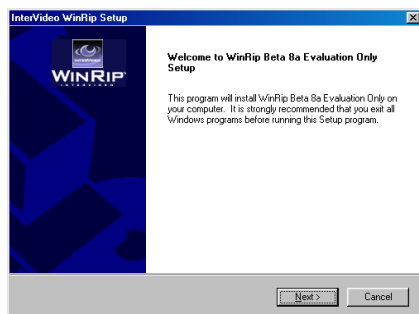 InterVideo WinRip Setup
WINRIP
INTERVIDEO
Welcome to WinRip Beta 8a Evaluation Only
Setup
This program will install WinRip Beta 8a Evaluation Only on
your computer. It is strongly recommended that you exit all
Windows programs before running this Setup program.
Next >
Cancel